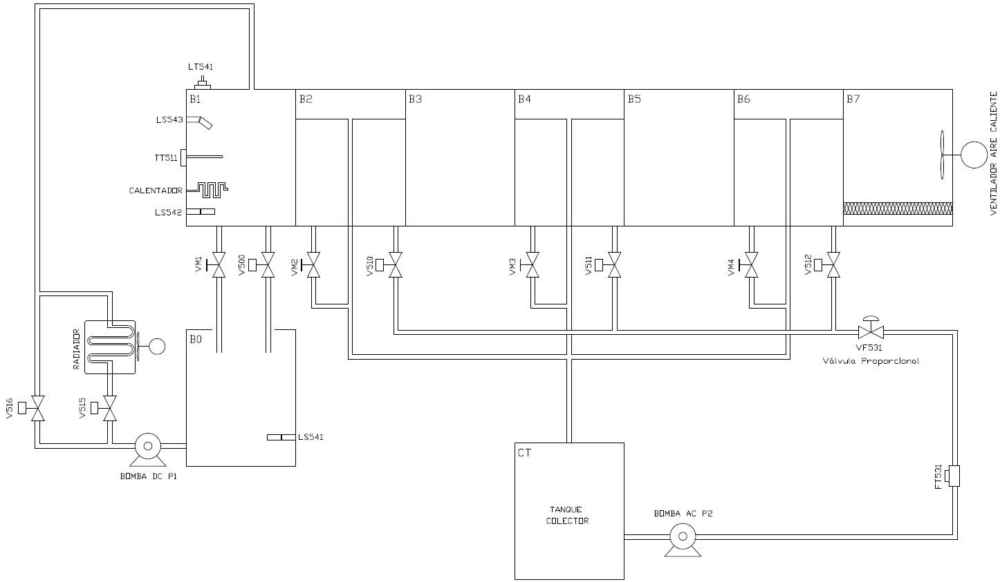 LT541
B1
B2
B3
B4
B5
B6
B7
VENTILADOR AIRE CALIENTE
LS543
TT511
CALENTADOR
LS542
VM1
V500
VM2
V510
VM3
V511
VM4
V512
RADIADOR
B0
VF531
Válvula Proporcional
V516
V515
LS541
BOMBA DC P1
CT
TANQUE
COLECTOR
BOMBA AC P2
FT531